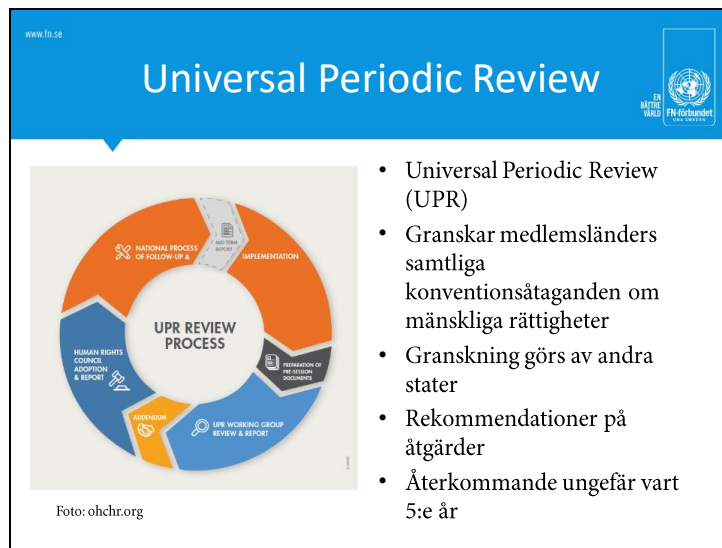 www.fn.se
Universal Periodic Review
EN
BÄTTRE
VÄRLD
FN-förbundet
UNA SWEDEN
NATIONAL PROCESS
OF FOLLOW-UP &
MID-TERM
REPORT
IMPLEMENTATION
UPR REVIEW
PROCESS
PREPARATION OF
PRE-SESSION
DOCUMENTS
UPR WORKING GROUP
REVIEW & REPORT
ADDENDUM
HUMAN RIGHTS
COUNCIL
ADOPTION
& REPORT
Foto: ohchr.org
• Universal Periodic Review
(UPR)
• Granskar medlemsländers
samtliga
konventionsåtaganden om
mänskliga rättigheter
• Granskning görs av andra
stater
• Rekommendationer på
åtgärder
• Återkommande ungefär vart
5:e år